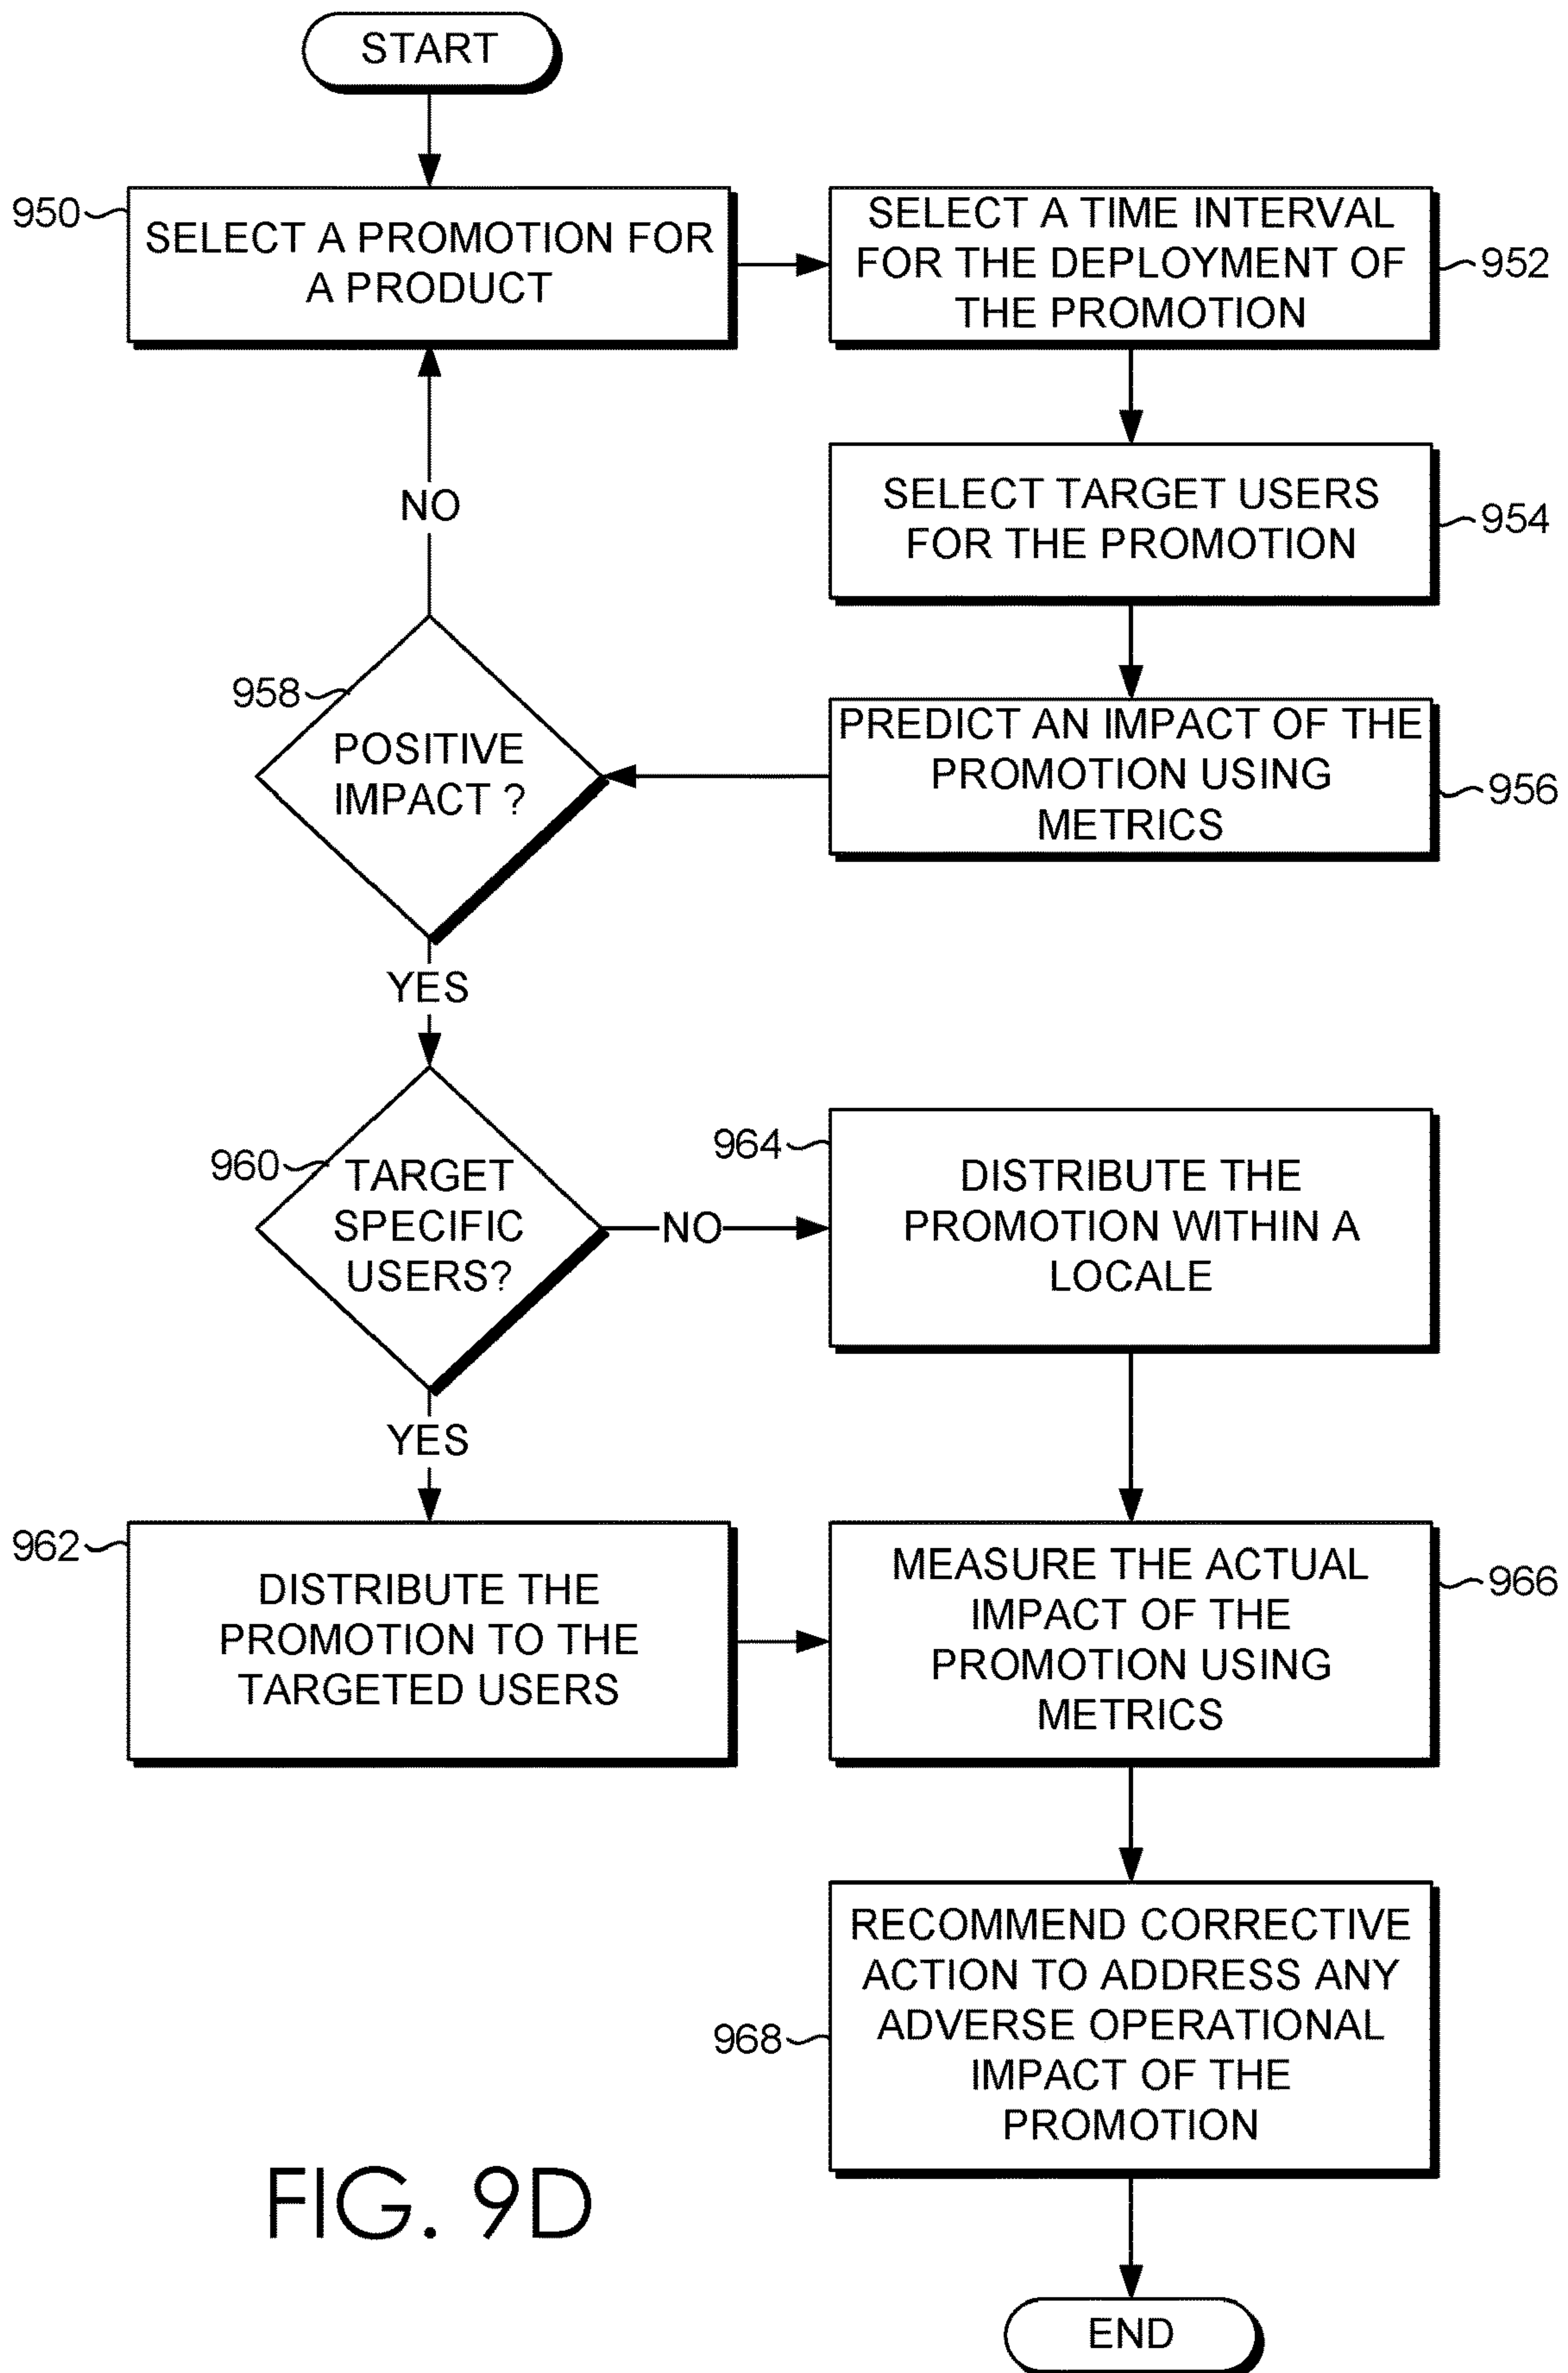 START
950
SELECT A PROMOTION FOR
A PRODUCT
SELECT A TIME INTERVAL
FOR THE DEPLOYMENT OF
THE PROMOTION
952
NO
SELECT TARGET USERS
FOR THE PROMOTION
954
958
POSITIVE
IMPACT ?
PREDICT AN IMPACT OF THE
PROMOTION USING
METRICS
956
YES
960
TARGET
SPECIFIC
USERS?
NO
964
DISTRIBUTE THE
PROMOTION WITHIN A
LOCALE
YES
962
DISTRIBUTE THE
PROMOTION TO THE
TARGETED USERS
MEASURE THE ACTUAL
IMPACT OF THE
PROMOTION USING
METRICS
966
968
RECOMMEND CORRECTIVE
ACTION TO ADDRESS ANY
ADVERSE OPERATIONAL
IMPACT OF THE
PROMOTION
FIG. 9D
END